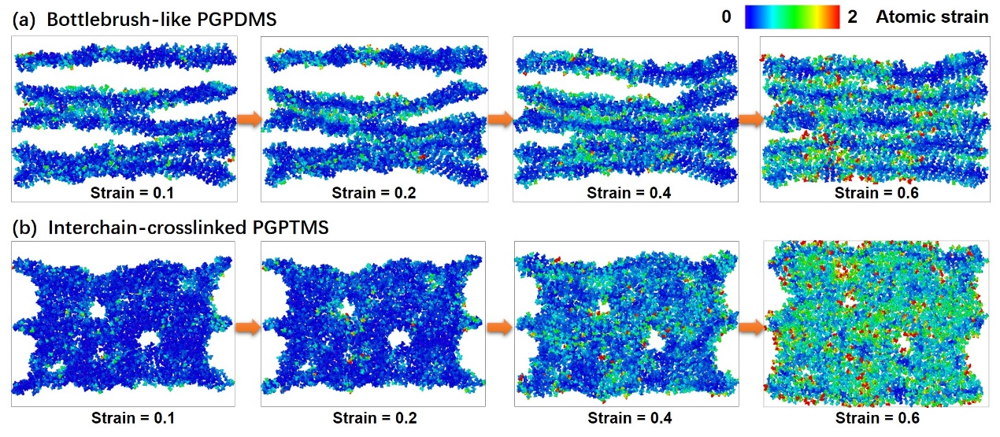 (a) Bottlebrush-like PGPDMS
0 2 Atomic strain
Strain = 0.1
Strain = 0.2
Strain = 0.4
Strain = 0.6
(b) Interchain-crosslinked PGPTMS
Strain = 0.1
Strain = 0.2
Strain = 0.4
Strain = 0.6